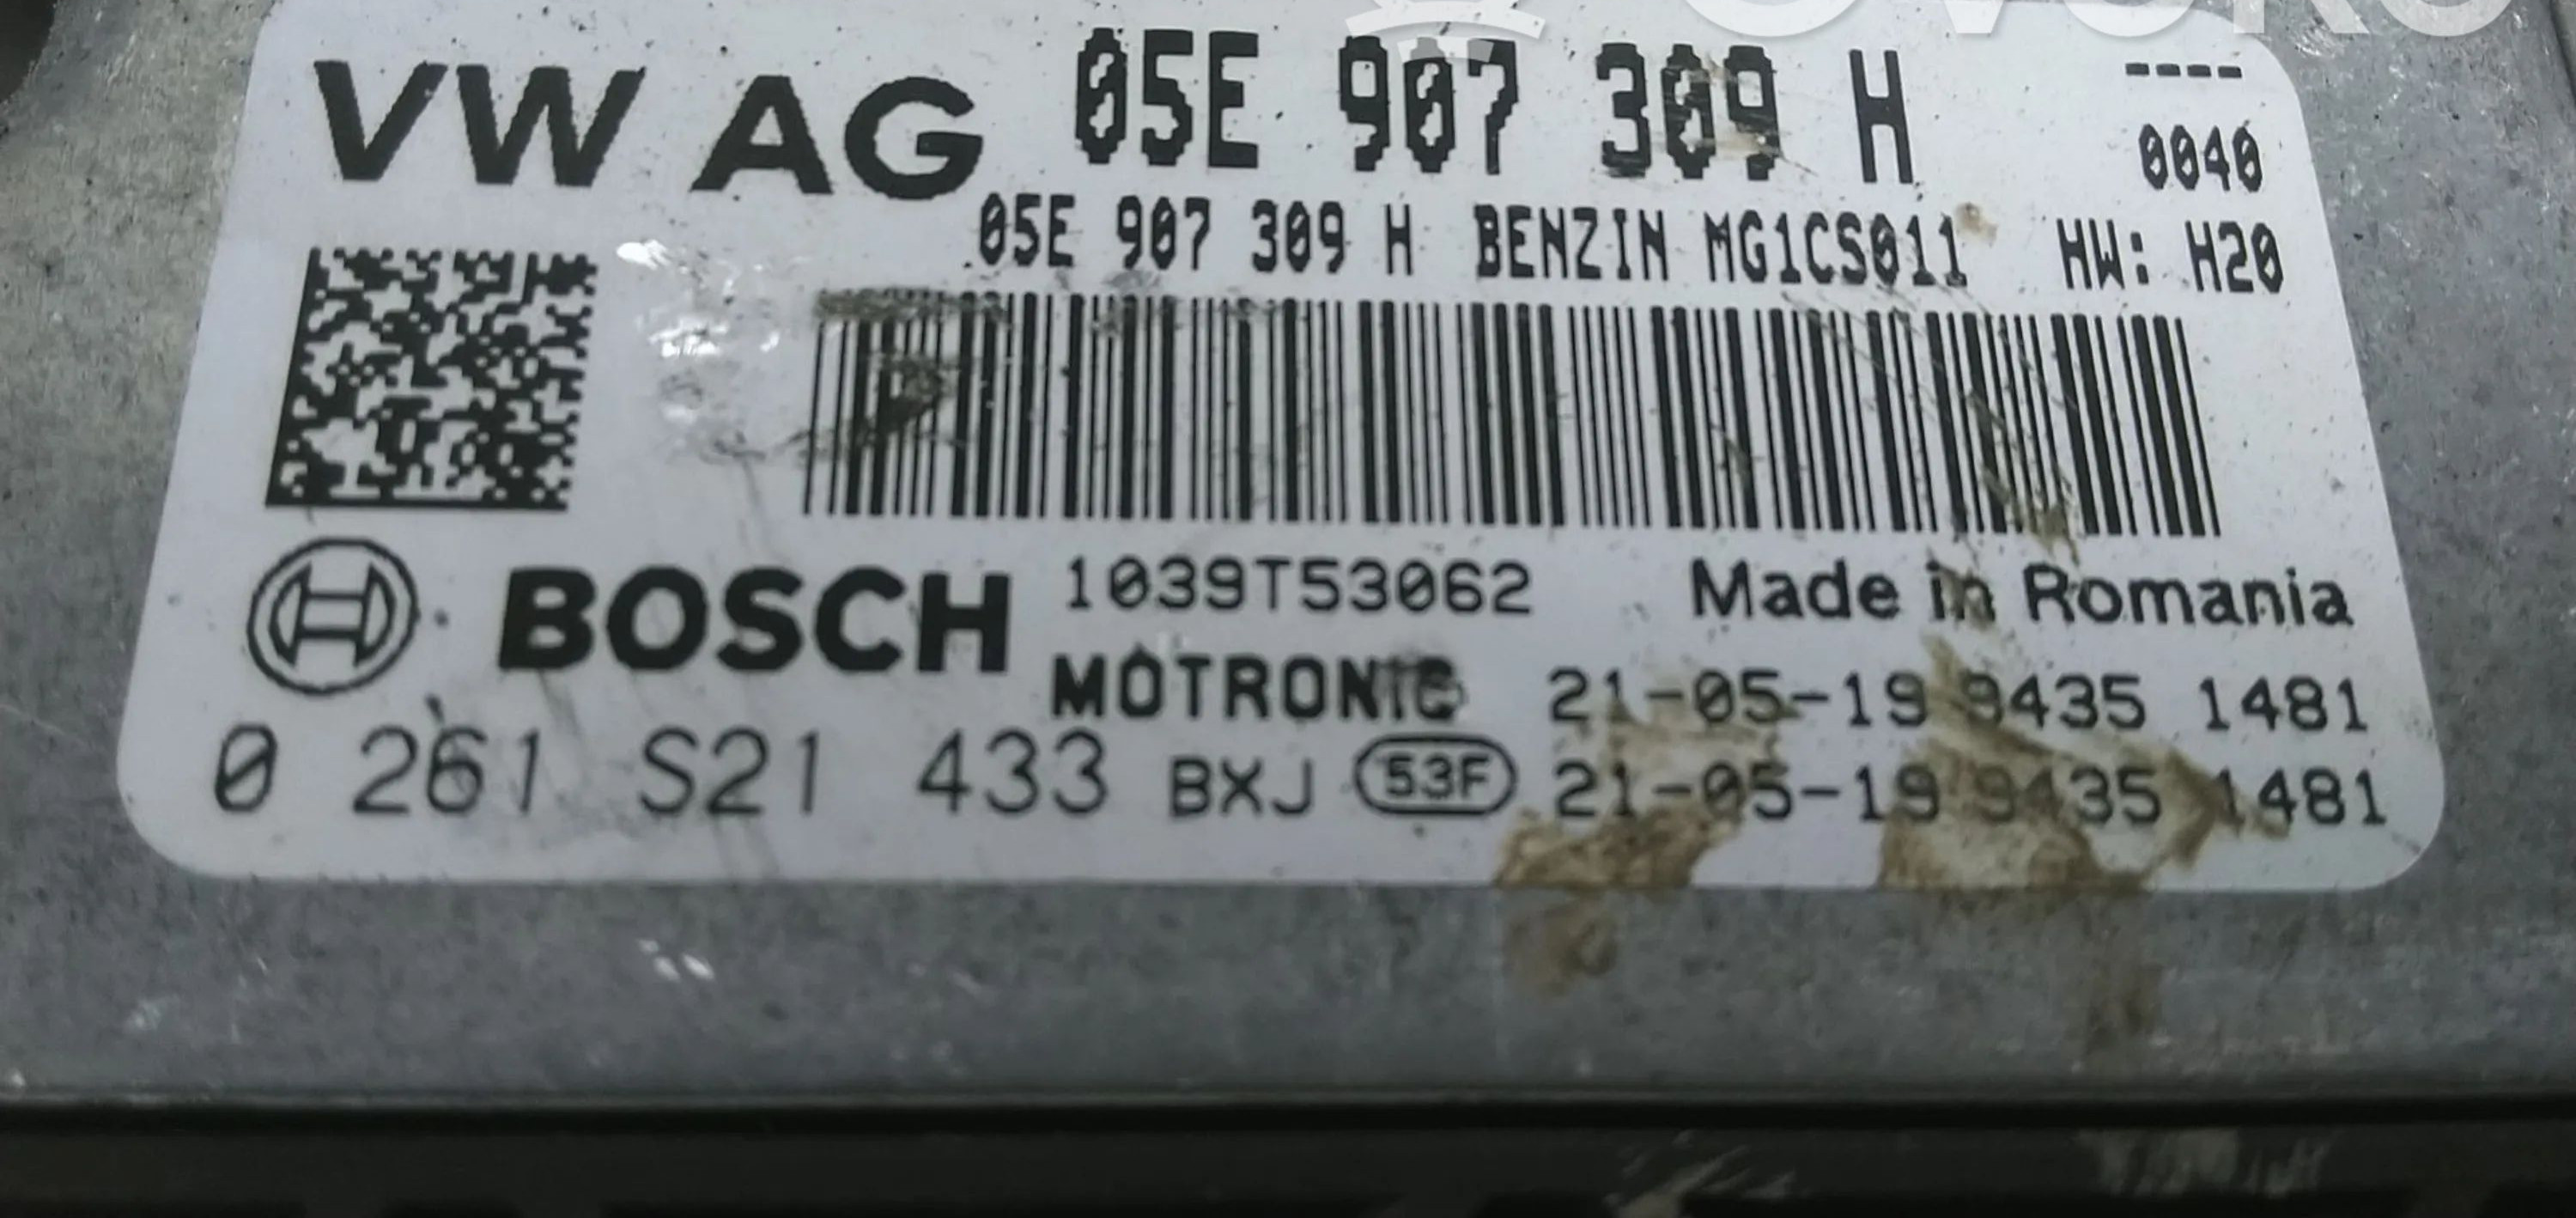 VW AG 05E 907 309 H ----
0040
05E 907 309 H BENZIN MG1CS011 HW: H20
BOSCH 1039T53062 Made in Romania
MOTRONIC 21-05-19 9435 1481
0 261 S21 433 BXJ 53F 21-05-19 9435 1481